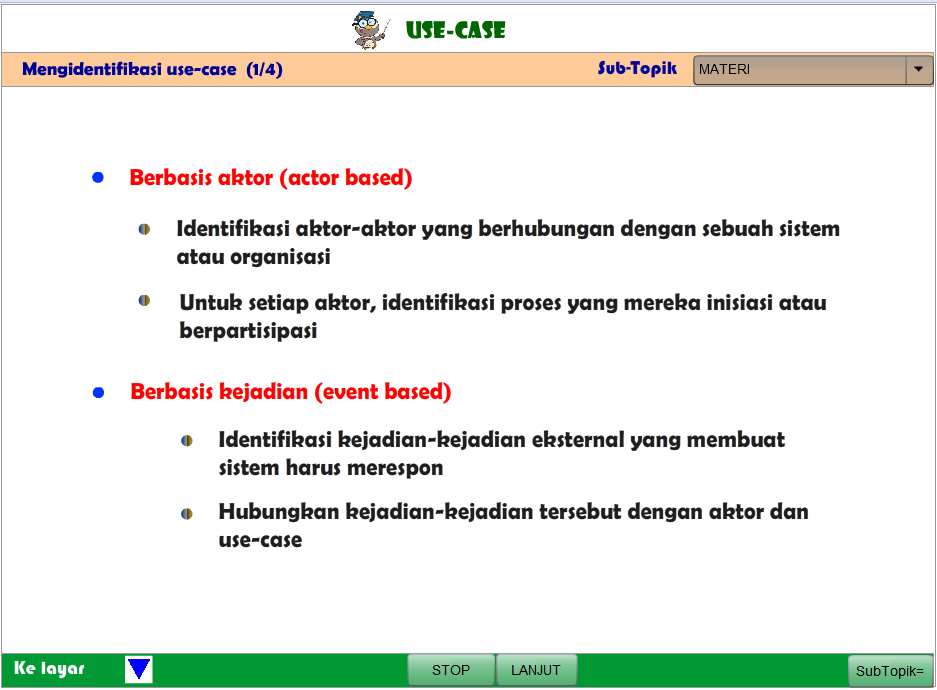 USE-CASE
Mengidentifikasi use-case (1/4)
Sub-Topik
MATERI
Berbasis aktor (actor based)
Identifikasi aktor-aktor yang berhubungan dengan sebuah sistem
atau organisasi
Untuk setiap aktor, identifikasi proses yang mereka inisiasi atau
berpartisipasi
Berbasis kejadian (event based)
Identifikasi kejadian-kejadian eksternal yang membuat
sistem harus merespon
Hubungkan kejadian-kejadian tersebut dengan aktor dan
use-case
Ke layar
STOP
LANJUT
SubTopik=